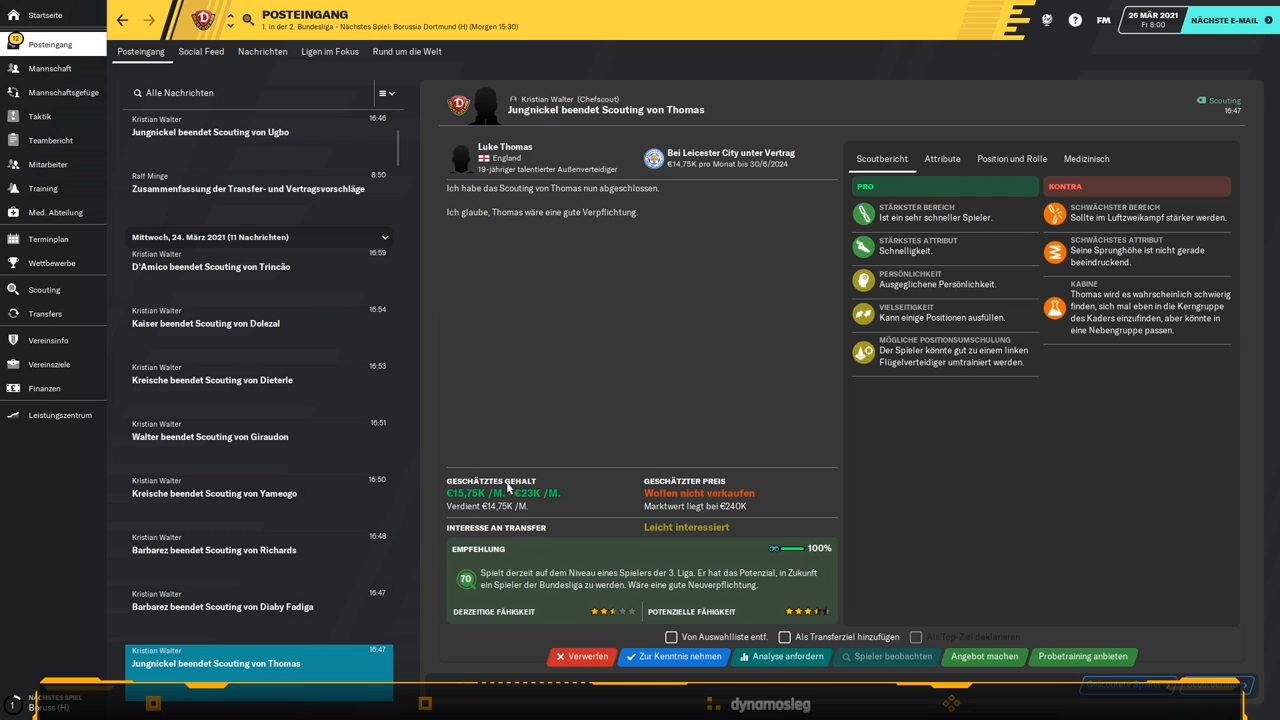 Startseite
12
Posteingang
Mannschaft
Mannschaftsgefüge
Taktik
Teambericht
Mitarbeiter
Training
Med. Abteilung
Terminplan
Wettbewerbe
Scouting
Transfers
Vereinsinfo
Vereinsziele
Finanzen
Leistungszentrum
1
NÄCHSTES SPIEL
Boruss (H)
POSTEINGANG
1. in der 2. Bundesliga - Nächstes Spiel: Borussia Dortmund (H) (Morgen 15:30)
FM
26 MÄR 2021
Fr 8:00
NÄCHSTE E-MAIL
Posteingang
Social Feed
Nachrichten
Ligen im Fokus
Rund um die Welt
Alle Nachrichten
Kristian Walter 16:46
Jungnickel beendet Scouting von Ugbo
Ralf Minge 8:50
Zusammenfassung der Transfer- und Vertragsvorschläge
Mittwoch, 24. März 2021 (11 Nachrichten)
Kristian Walter 16:59
D'Amico beendet Scouting von Trincão
Kristian Walter 16:54
Kaiser beendet Scouting von Dolezal
Kristian Walter 16:53
Kreische beendet Scouting von Dieterle
Kristian Walter 16:51
Walter beendet Scouting von Giraudon
Kristian Walter 16:50
Kreische beendet Scouting von Yameogo
Kristian Walter 16:48
Barbarez beendet Scouting von Richards
Kristian Walter 16:47
Barbarez beendet Scouting von Diaby Fadiga
Kristian Walter 16:47
Jungnickel beendet Scouting von Thomas
Kristian Walter (Chefscout)
Jungnickel beendet Scouting von Thomas
Scouting
16:47
Luke Thomas
England
19-jähriger talentierter Außenverteidiger
Bei Leicester City unter Vertrag
€14,75K pro Monat bis 30/6/2024
Ich habe das Scouting von Thomas nun abgeschlossen.
Ich glaube, Thomas wäre eine gute Verpflichtung.
GESCHÄTZTES GEHALT
€15,75K /M. - €23K /M.
Verdient €14,75K /M.
GESCHÄTZTER PREIS
Wollen nicht verkaufen
Marktwert liegt bei €240K
INTERESSE AN TRANSFER
Leicht interessiert
EMPFEHLUNG
100%
70
Spielt derzeit auf dem Niveau eines Spielers der 3. Liga. Er hat das Potenzial, in Zukunft
ein Spieler der Bundesliga zu werden. Wäre eine gute Neuverpflichtung.
DERZEITIGE FÄHIGKEIT
POTENZIELLE FÄHIGKEIT
Scoutbericht
Attribute
Position und Rolle
Medizinisch
PRO
STÄRKSTER BEREICH
Ist ein sehr schneller Spieler.
STÄRKSTES ATTRIBUT
Schnelligkeit.
PERSÖNLICHKEIT
Ausgeglichene Persönlichkeit.
VIELSEITIGKEIT
Kann einige Positionen ausfüllen.
MÖGLICHE POSITIONSUMSCHULUNG
Der Spieler könnte gut zu einem linken
Flügelverteidiger umtrainiert werden.
KONTRA
SCHWÄCHSTER BEREICH
Sollte im Luftzweikampf stärker werden.
SCHWÄCHSTES ATTRIBUT
Seine Sprunghöhe ist nicht gerade
beeindruckend.
KABINE
Thomas wird es wahrscheinlich schwierig
finden, sich mal eben in die Kerngruppe
des Kaders einzufinden, aber könnte in
eine Nebengruppe passen.
Von Auswahlliste entf.
Als Transferziel hinzufügen
Als Top-Ziel deklarieren
Verwerfen
Zur Kenntnis nehmen
Analyse anfordern
Spieler beobachten
Angebot machen
Probetraining anbieten
Gescoutete Spieler
dynamosleg